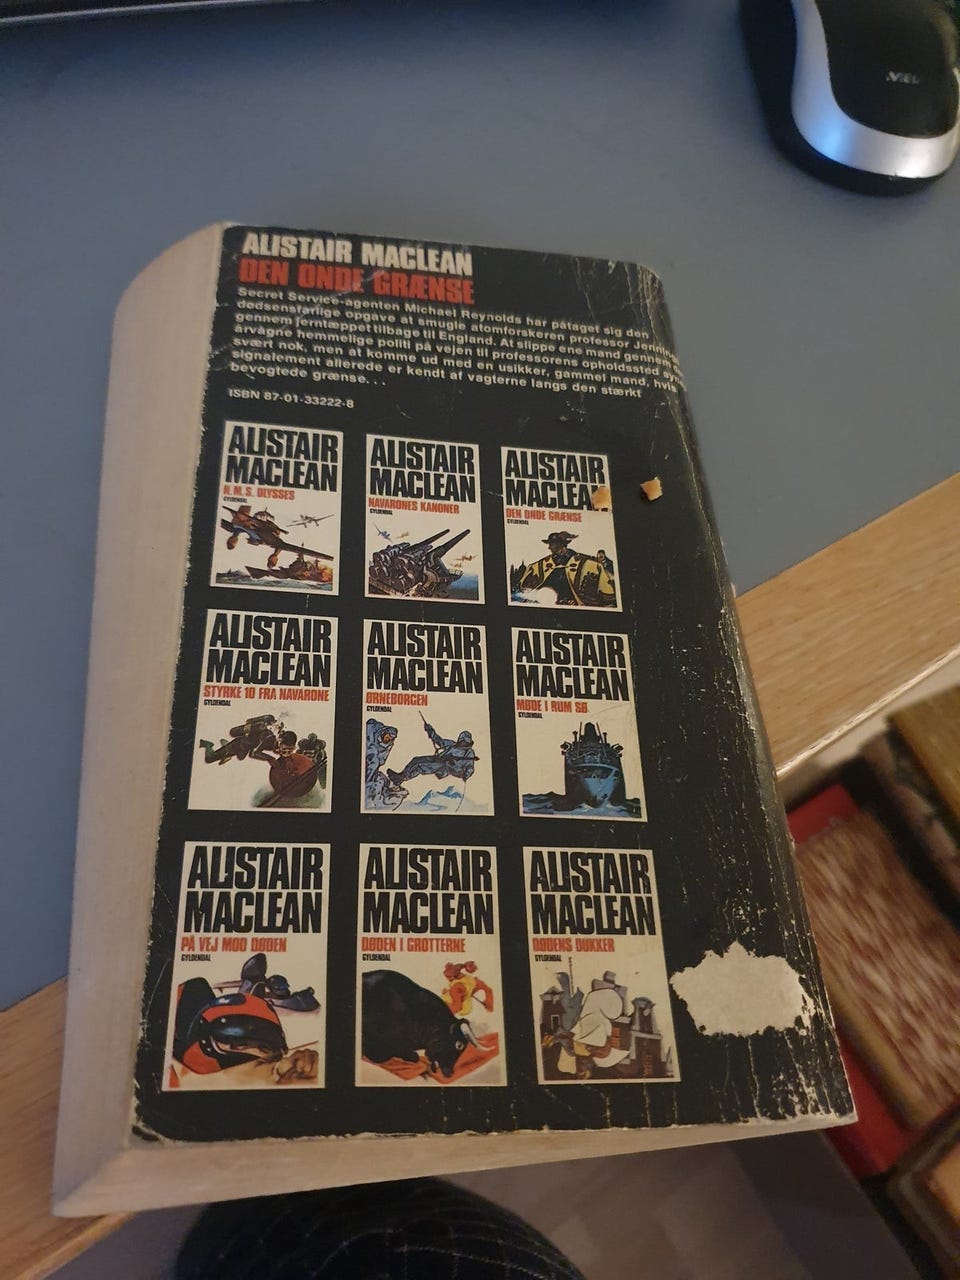 ALISTAIR MACLEAN
DEN ONDE GRÆNSE
Secret Service-agenten Michael Reynolds har påtaget sig den
dødsensfarlige opgave at smugle atomforskeren professor
gennem jerntæppet tilbage til England. At slippe ene mand gennem
årvågne hemmelige politi på vejen til professorens opholdssted
svært nok, men at komme ud med en usikker, gammel mand, hvis
signalement allerede er kendt af vagterne langs den stærkt
bevogtede grænse...
ISBN 87-01-33222-8
ALISTAIR
MACLEAN
H.M.S. ULYSSES
GYLDENDAL
ALISTAIR
MACLEAN
NAVARONES KANONER
GYLDENDAL
ALISTAIR
MACLEAN
DEN ONDE GRÆNSE
GYLDENDAL
ALISTAIR
MACLEAN
STYRKE 10 FRA NAVARONE
GYLDENDAL
ALISTAIR
MACLEAN
ØRNEBORGEN
GYLDENDAL
ALISTAIR
MACLEAN
MØDE I RUM SØ
GYLDENDAL
ALISTAIR
MACLEAN
PÅ VEJ MOD DØDEN
GYLDENDAL
ALISTAIR
MACLEAN
DØDEN I GROTTERNE
GYLDENDAL
ALISTAIR
MACLEAN
DØDENS DUKKER
GYLDENDAL